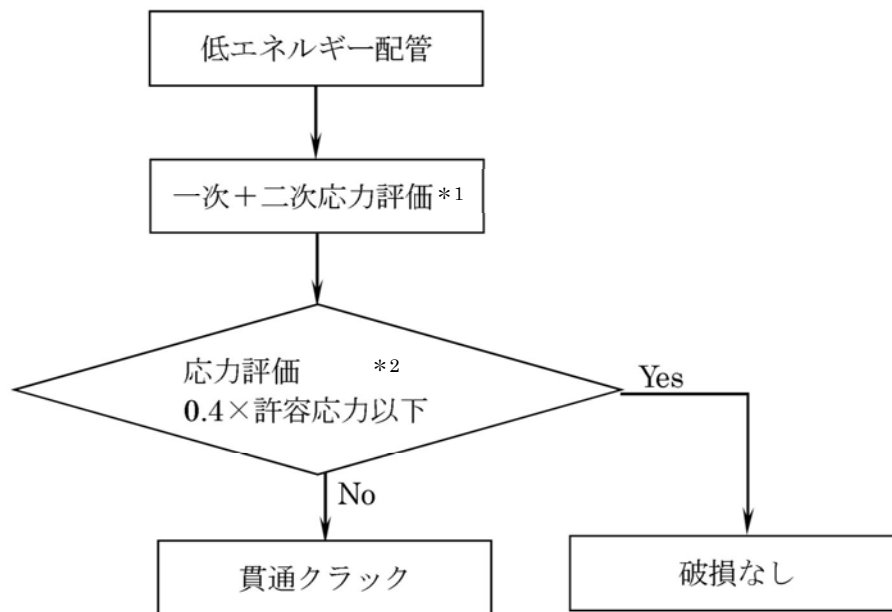 低エネルギー配管
一次＋二次応力評価＊1
応力評価　＊2
0.4×許容応力以下
Yes
No
貫通クラック
破損なし